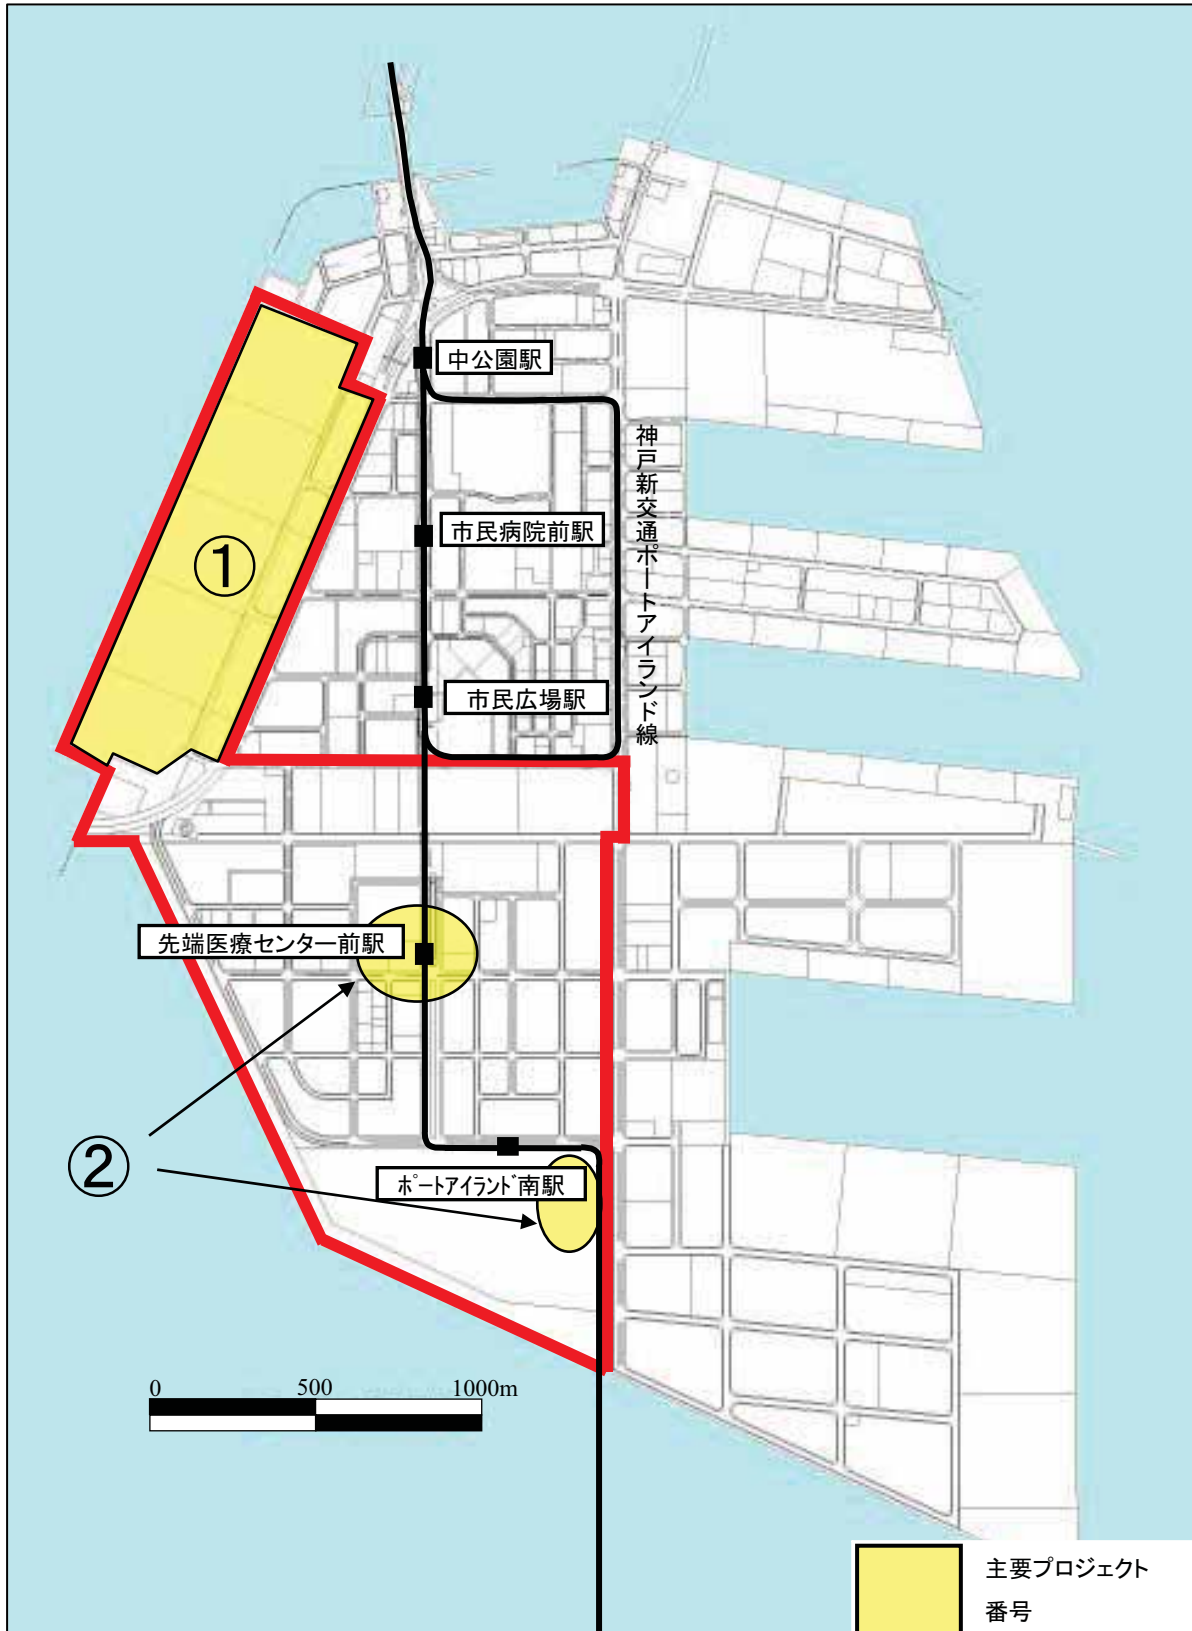 中公園駅
市民病院前駅
神戸新交通ポートアイランド線
①
市民広場駅
先端医療センター前駅
②
ﾎﾟｰﾄｱｲﾗﾝﾄﾞ南駅
0 500 1000m
主要プロジェクト
番号